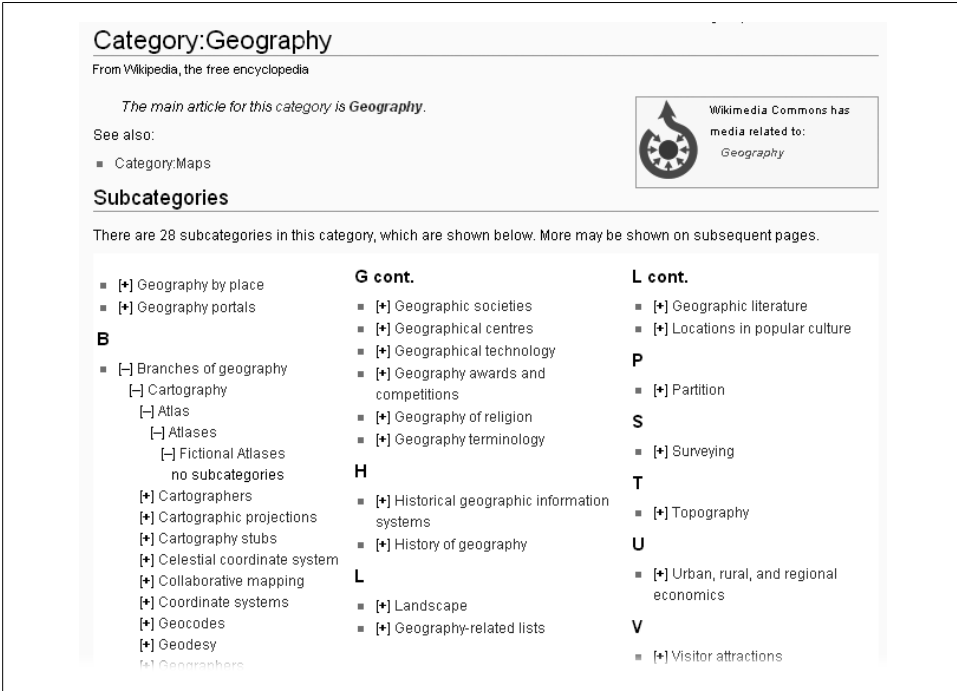 Category:Geography
From Wikipedia, the free encyclopedia
The main article for this category is Geography.
See also:
Category:Maps
Wikimedia Commons has
media related to:
Geography
Subcategories
There are 28 subcategories in this category, which are shown below. More may be shown on subsequent pages.
[+] Geography by place
[+] Geography portals
B
[–] Branches of geography
[–] Cartography
[–] Atlas
[–] Atlases
[–] Fictional Atlases
no subcategories
[+] Cartographers
[+] Cartographic projections
[+] Cartography stubs
[+] Celestial coordinate system
[+] Collaborative mapping
[+] Coordinate systems
[+] Geocodes
[+] Geodesy
[+] Geographers
G cont.
[+] Geographic societies
[+] Geographical centres
[+] Geographical technology
[+] Geography awards and
competitions
[+] Geography of religion
[+] Geography terminology
H
[+] Historical geographic information
systems
[+] History of geography
L
[+] Landscape
[+] Geography-related lists
L cont.
[+] Geographic literature
[+] Locations in popular culture
P
[+] Partition
S
[+] Surveying
T
[+] Topography
U
[+] Urban, rural, and regional
economics
V
[+] Visitor attractions